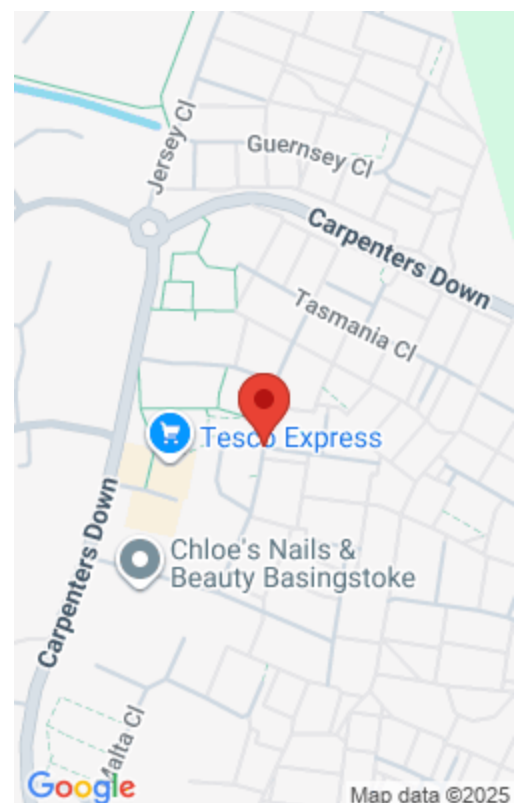 Jersey Cl
Guernsey Cl
Carpenters Down
Tasmania Cl
Tesco Express
Carpenters Down
Chloe's Nails &
Beauty Basingstoke
Malta Cl
Google
Map data ©2025